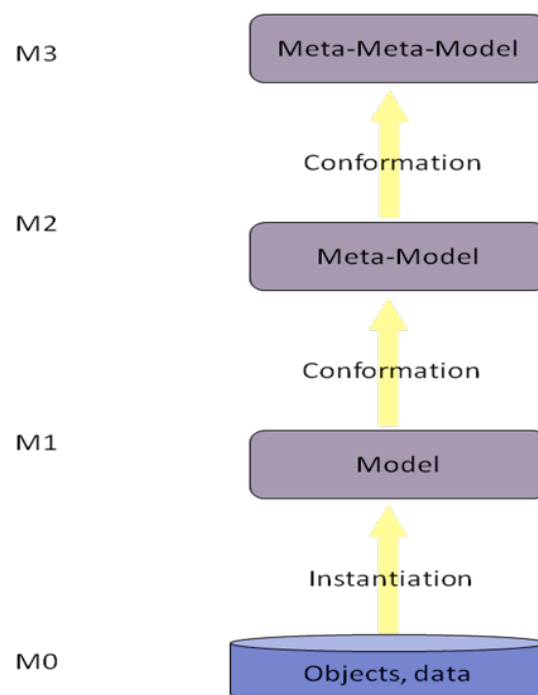 M3 Meta-Meta-Model
Conformation
M2 Meta-Model
Conformation
M1 Model
Instantiation
M0 Objects, data